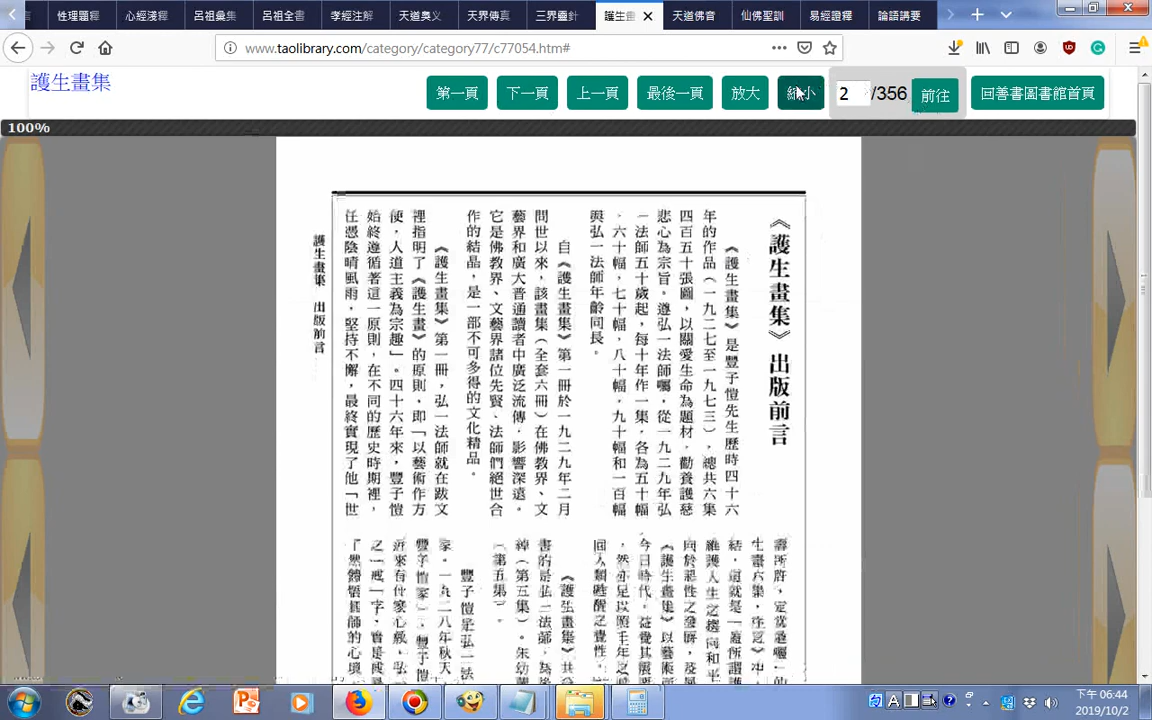 性理題釋
心經淺釋
呂祖彙集
呂祖全書
孝經註解
天道奧义
天界傳真
三界靈針
護生畫
天道佛音
仙佛聖訓
易經證釋
論語講要
www.taolibrary.com/category/category77/c77054.htm#
護生畫集
第一頁
下一頁
上一頁
最後一頁
放大
縮小
2
/356
前往
回善書圖書館首頁
100%
《護生畫集》出版前言
《護生畫集》是豐子愷先生歷時四十六
年的作品(一九二七至一九七三),總共六集
四百五十張圖,以關愛生命為題材,勸養護慈
悲心為宗旨。遵弘一法師囑,從一九二九年弘
一法師五十歲起,每十年作一集,各為五十幅
,六十幅,七十幅,八十幅,九十幅和一百幅
與弘一法師年齡同長。
自《護生畫集》第一冊於一九二九年二月
問世以來,該畫集(全套六冊)在佛教界、文
藝界和廣大普通讀者中廣泛流傳,影響深遠。
它是佛教界、文藝界諸位先賢、法師們絕世合
作的結晶,是一部不可多得的文化精品。
《護生畫集》第一冊,弘一法師就在跋文
裡指明了《護生畫》的原則,即「以藝術作方
便,人道主義為宗趣」。四十六年來,豐子愷
始終遵循著這一原則,在不同的歷史時期裡,
任憑陰晴風雨,堅持不懈,最終實現了他「世
護生畫集 出版前言
下午 06:44
2019/10/2